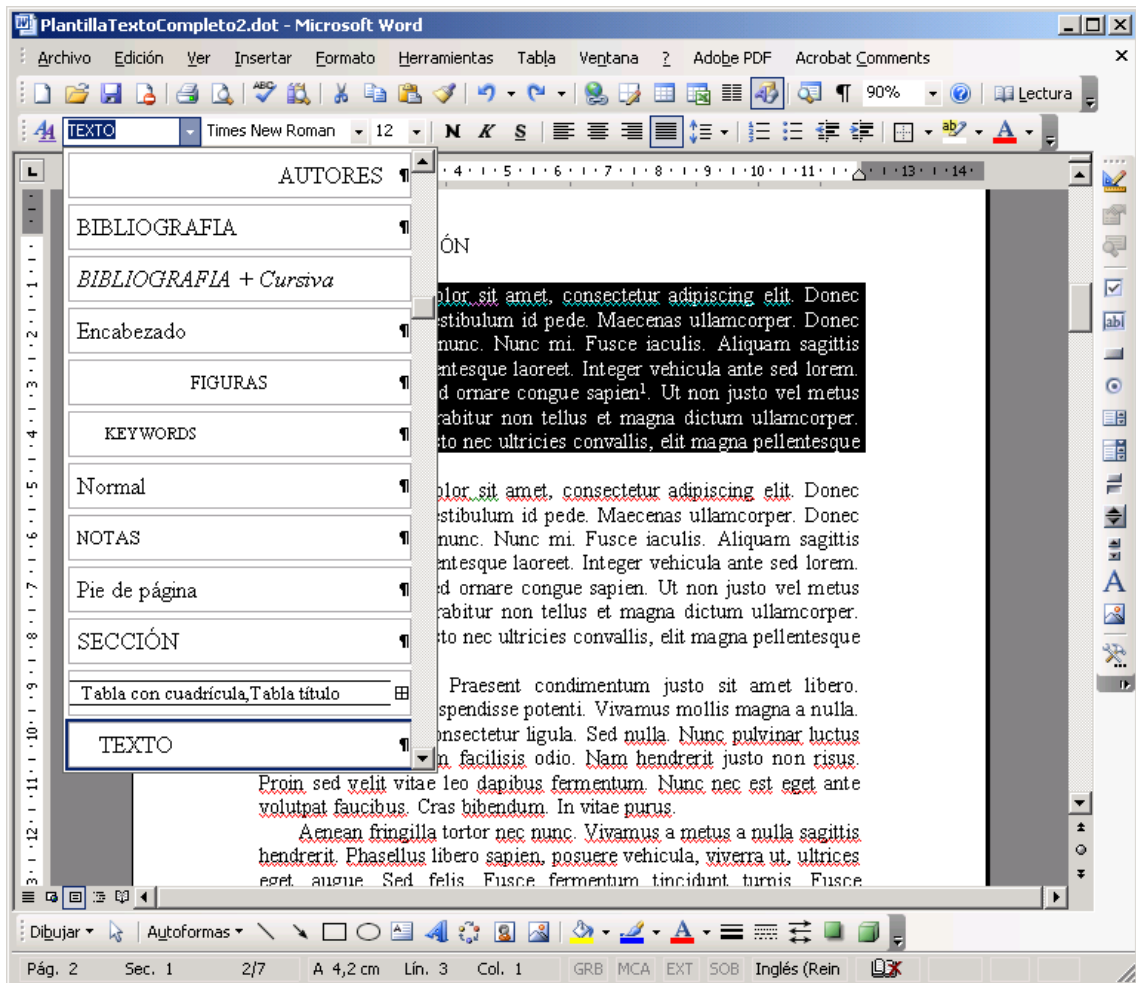 PlantillaTextoCompleto2.dot - Microsoft Word
Archivo Edición Ver Insertar Formato Herramientas Tabla Ventana ? Adobe PDF Acrobat Comments
90% Lectura
TEXTO Times New Roman 12 N K S
4 5 6 7 8 9 10 11 13 14
AUTORES ¶
BIBLIOGRAFIA ¶
BIBLIOGRAFIA + Cursiva
Encabezado ¶
FIGURAS ¶
KEYWORDS ¶
Normal ¶
NOTAS ¶
Pie de página ¶
SECCIÓN ¶
Tabla con cuadrícula,Tabla título
TEXTO ¶
ÓN
olor sit amet, consectetur adipiscing elit. Donec
estibulum id pede. Maecenas ullamcorper. Donec
nunc. Nunc mi. Fusce iaculis. Aliquam sagittis
entesque laoreet. Integer vehicula ante sed lorem.
d ornare congue sapien¹. Ut non justo vel metus
rabitur non tellus et magna dictum ullamcorper.
sto nec ultricies convallis, elit magna pellentesque
olor sit amet, consectetur adipiscing elit. Donec
estibulum id pede. Maecenas ullamcorper. Donec
nunc. Nunc mi. Fusce iaculis. Aliquam sagittis
entesque laoreet. Integer vehicula ante sed lorem.
ed ornare congue sapien. Ut non justo vel metus
rabitur non tellus et magna dictum ullamcorper.
sto nec ultricies convallis, elit magna pellentesque
Praesent condimentum justo sit amet libero.
spendisse potenti. Vivamus mollis magna a nulla.
onsectetur ligula. Sed nulla. Nunc pulvinar luctus
n facilisis odio. Nam hendrerit justo non risus.
Proin sed velit vitae leo dapibus fermentum. Nunc nec est eget ante
volutpat faucibus. Cras bibendum. In vitae purus.
Aenean fringilla tortor nec nunc. Vivamus a metus a nulla sagittis
hendrerit. Phasellus libero sapien, posuere vehicula, viverra ut, ultrices
eget, augue. Sed felis. Fusce fermentum tincidunt turpis. Fusce
Dibujar Autoformas
Pág. 2 Sec. 1 2/7 A 4,2 cm Lín. 3 Col. 1 GRB MCA EXT SOB Inglés (Rein